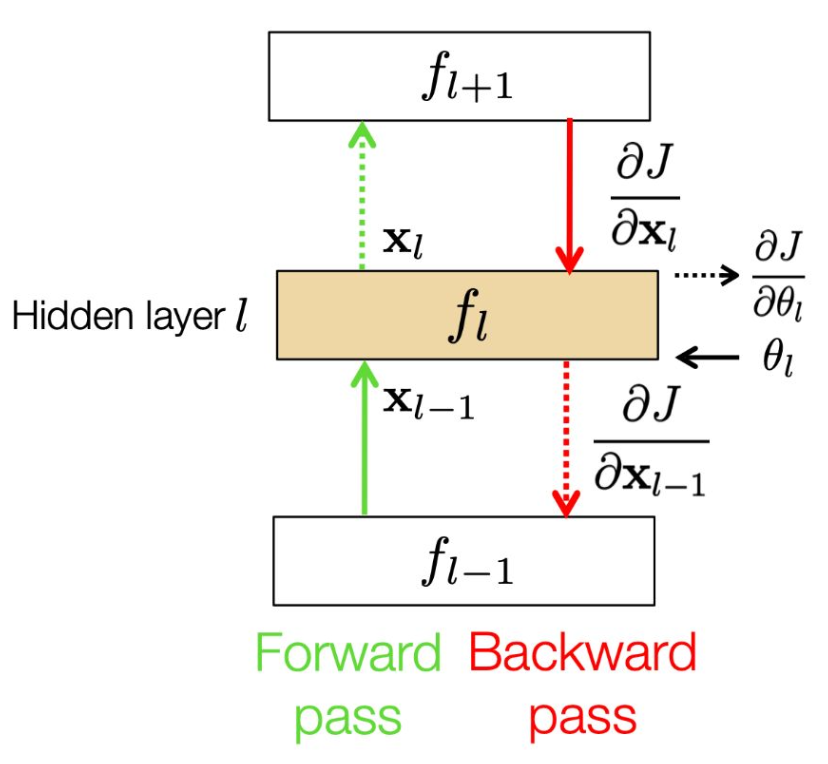 f_{l+1}
\frac{\partial J}{\partial \mathbf{x}_l}
\mathbf{x}_l
\frac{\partial J}{\partial \theta_l}
Hidden layer l
f_l
\theta_l
\mathbf{x}_{l-1}
\frac{\partial J}{\partial \mathbf{x}_{l-1}}
f_{l-1}
Forward pass
Backward pass